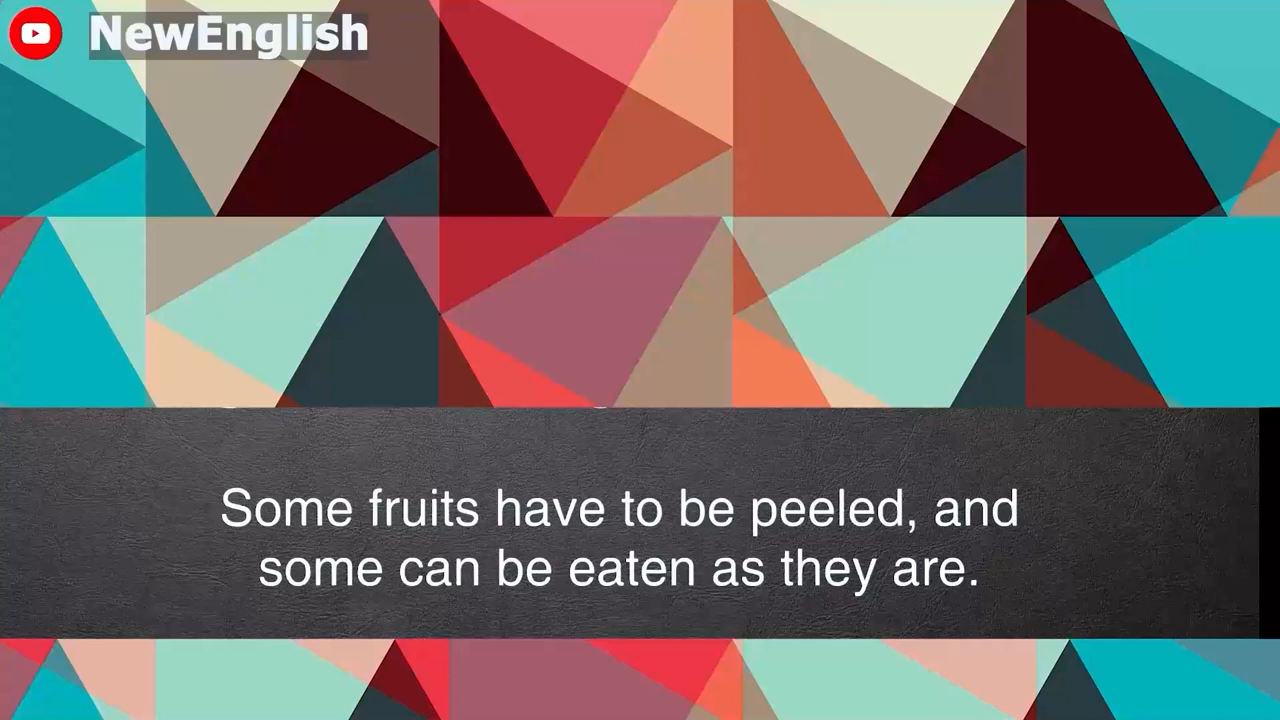 NewEnglish
Some fruits have to be peeled, and
some can be eaten as they are.